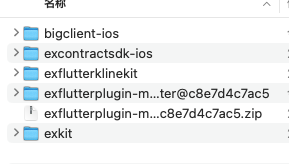 名称
bigclient-ios
excontractsdk-ios
exflutterklinekit
exflutterplugin-m...ter@c8e7d4c7ac5
exflutterplugin-m...c8e7d4c7ac5.zip
exkit